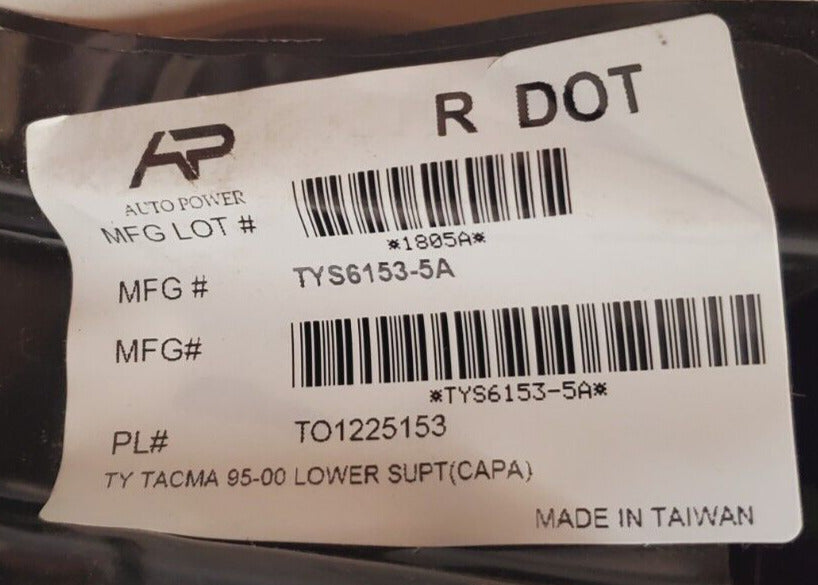 R DOT
AP
AUTO POWER
MFG LOT #
*1805A*
MFG # TYS6153-5A
MFG#
*TYS6153-5A*
PL# TO1225153
TY TACMA 95-00 LOWER SUPT(CAPA)
MADE IN TAIWAN